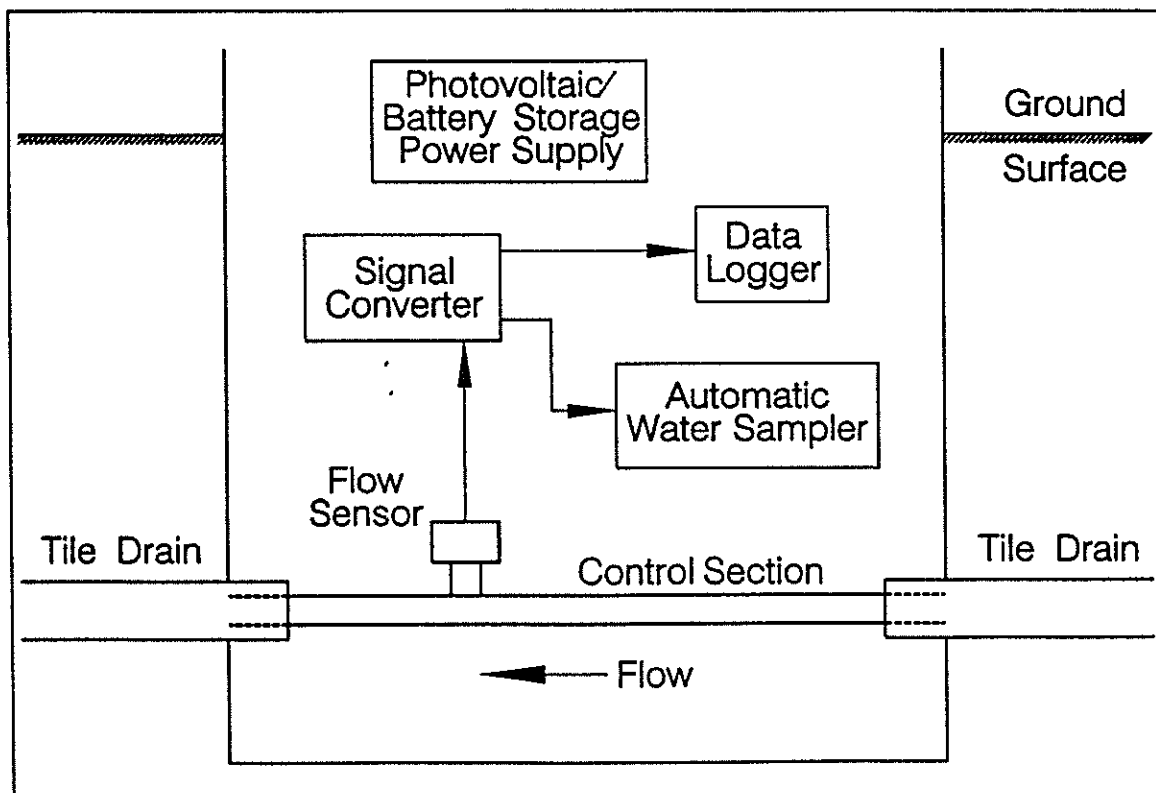 Photovoltaic/
Battery Storage
Power Supply
Ground
Surface
Data
Logger
Signal
Converter
Automatic
Water Sampler
Flow
Sensor
Tile Drain
Control Section
Tile Drain
Flow